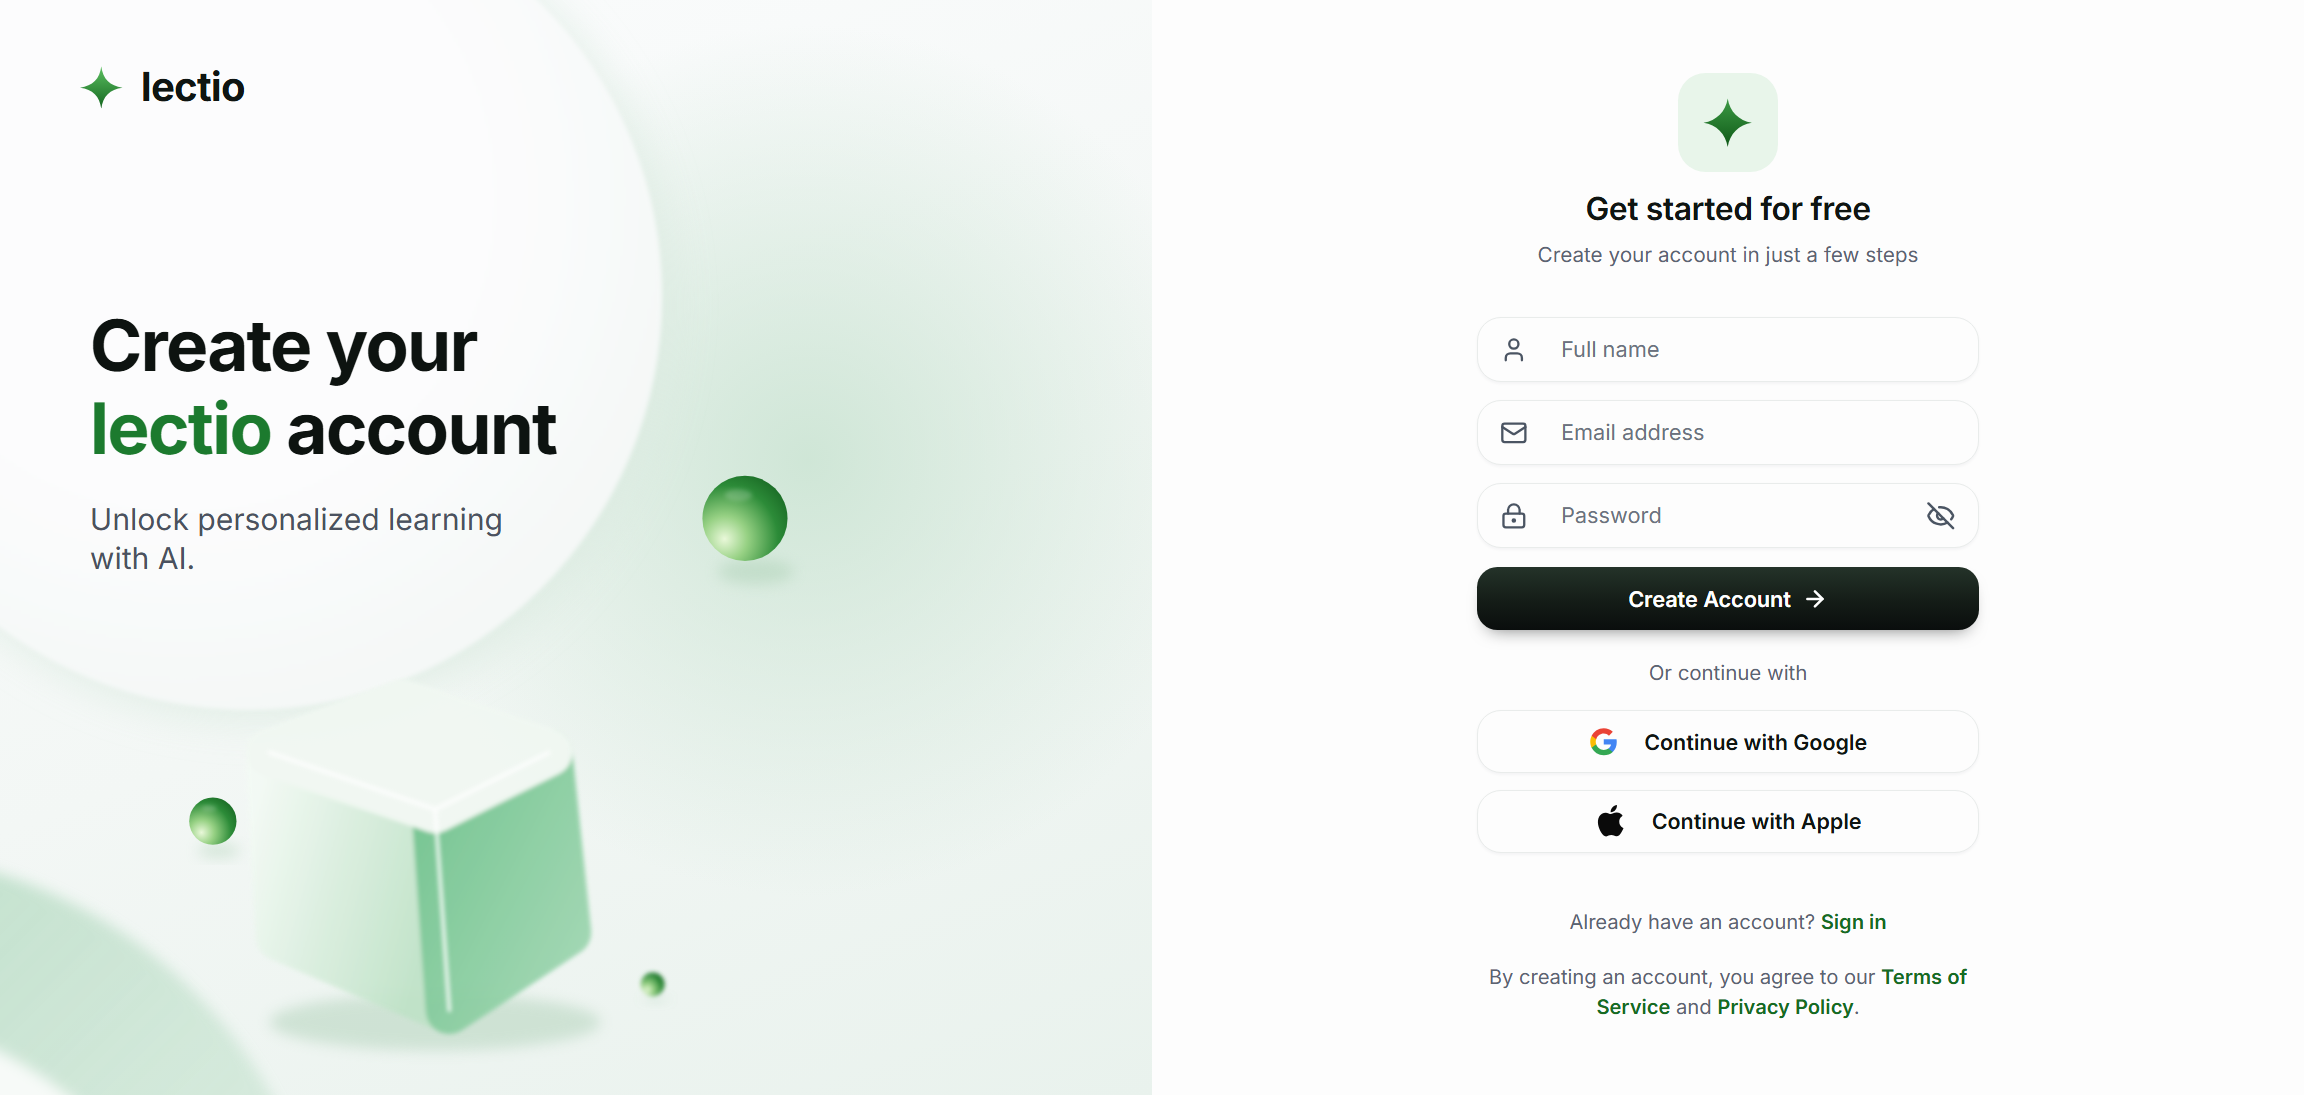 lectio
Create your
lectio account
Unlock personalized learning
with AI.
Get started for free
Create your account in just a few steps
Full name
Email address
Password
Create Account
Or continue with
Continue with Google
Continue with Apple
Already have an account? Sign in
By creating an account, you agree to our Terms of
Service and Privacy Policy.